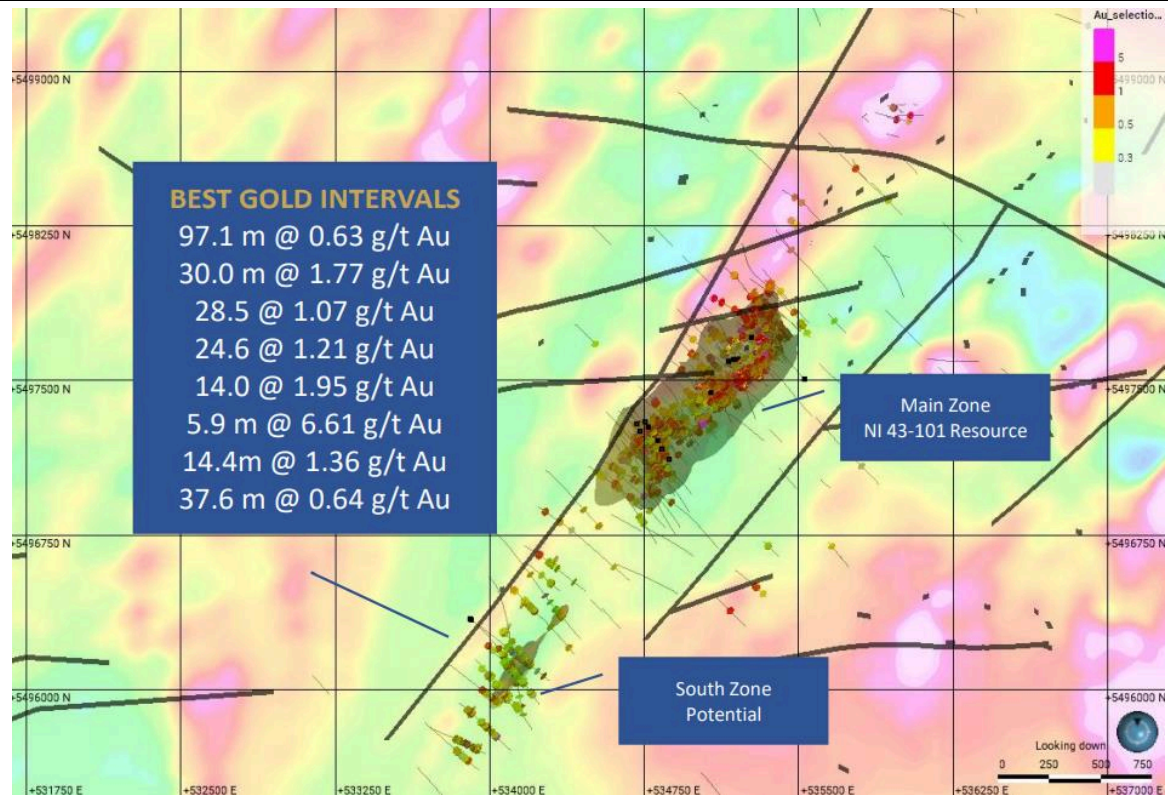 Au_selectio...
5
1
0.5
0.3
+5499000 N
+5499000 N
BEST GOLD INTERVALS
97.1 m @ 0.63 g/t Au
30.0 m @ 1.77 g/t Au
28.5 @ 1.07 g/t Au
24.6 m @ 1.21 g/t Au
14.0 m @ 1.95 g/t Au
5.9 m @ 6.61 g/t Au
14.4m @ 1.36 g/t Au
37.6 m @ 0.64 g/t Au
+5498250 N
+5498250 N
+5497500 N
+5497500 N
Main Zone
NI 43-101 Resource
+5496750 N
+5496750 N
South Zone
Potential
+5496000 N
+5496000 N
Looking down
0 250 500 750
+531750 E +532500 E +533250 E +534000 E +534750 E +535500 E +536250 E +537000 E